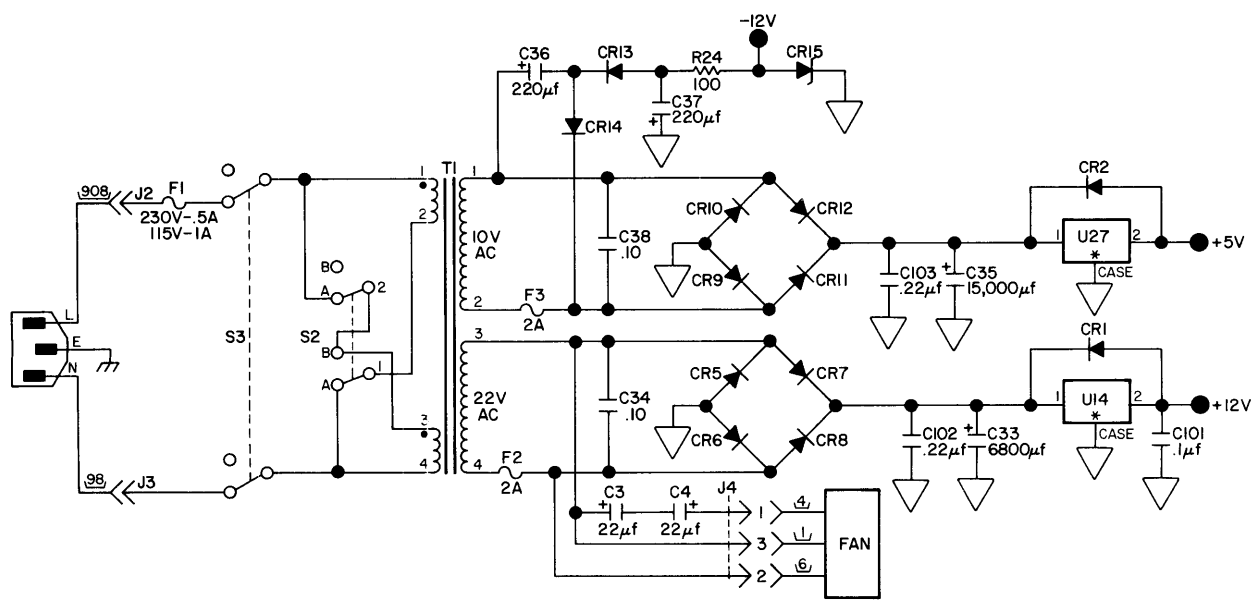 -12V
C36
+
220µf
CR13
R24
100
CR15
C37
+ 220µf
CR14
T1
CR2
908
J2
F1
230V-.5A
115V-1A
1
2
1
10V
AC
2
C38
.10
CR10
CR12
CR9
CR11
C103
.22µf
+
C35
15,000µf
1
U27
*
2
CASE
+5V
B
A
2
F3
2A
L
E
N
S3
S2
B
A
1
3
4
3
22V
AC
4
C34
.10
CR5
CR7
CR6
CR8
C102
.22µf
+
C33
6800µf
CR1
1
U14
*
2
CASE
+12V
C101
.1µf
98
J3
F2
2A
+
C3
22µf
C4
+
22µf
J4
1
4
3
1
2
6
FAN